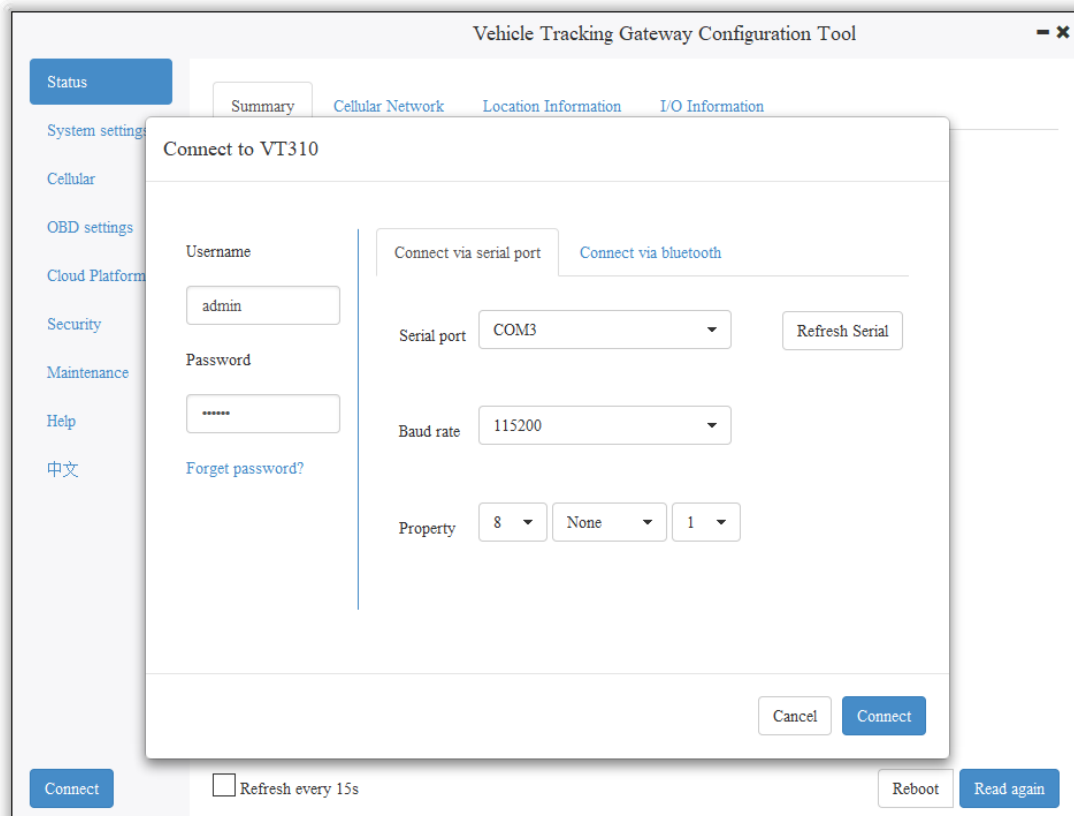 Vehicle Tracking Gateway Configuration Tool
Status
Summary Cellular Network Location Information I/O Information
System settings
Cellular
OBD settings
Cloud Platform
Security
Maintenance
Help
中文
Connect to VT310
Username
admin
Password
••••••
Forget password?
Connect via serial port Connect via bluetooth
Serial port COM3 Refresh Serial
Baud rate 115200
Property 8 None 1
Cancel Connect
Connect Refresh every 15s Reboot Read again